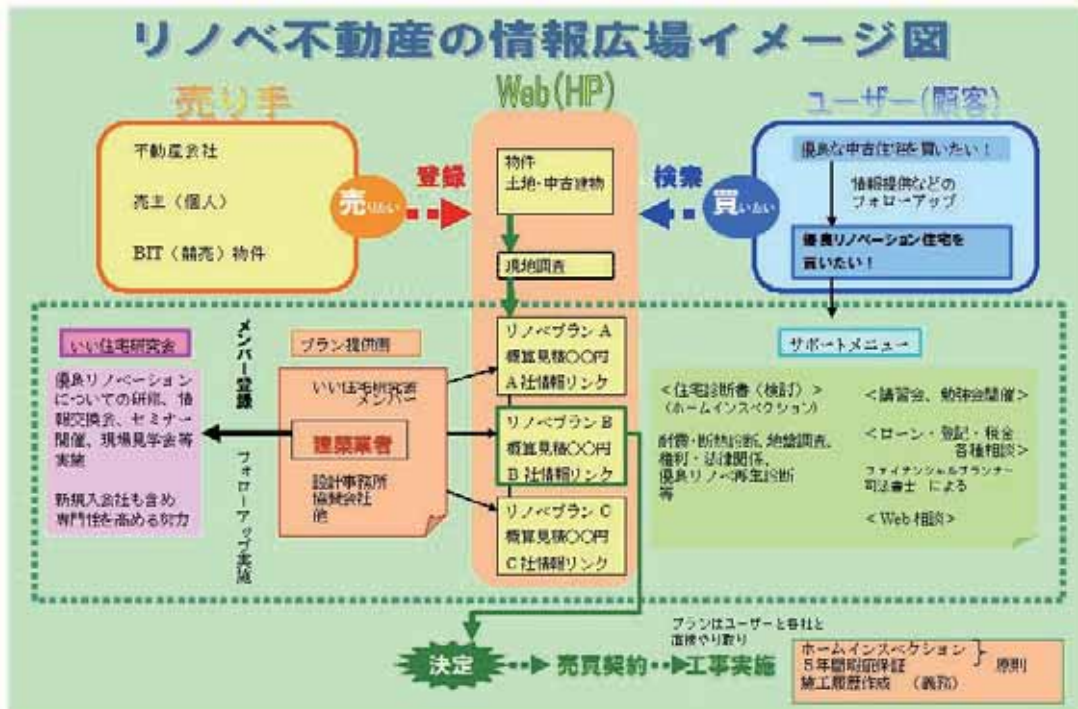 リノベ不動産の情報広場イメージ図
売り手
Web(HP)
ユーザー(顧客)
不動産会社
売主（個人）
BIT（競売）物件
売りたい
登録
物件
土地・中古建物
現地調査
検索
買いたい
優良な中古住宅を買いたい！
情報提供などの
フォローアップ
優良リノベーション住宅を
買いたい！
いい住宅研究会
優良リノベーション
についての研修、情
報交換会、セミナー
開催、現場見学会等
実施
新規入会社も含め
専門性を高める努力
メンバー登録
フォローアップ実施
プラン提供側
いい住宅研究会
メンバー
建築業者
設計事務所
協賛会社
他
リノベプラン A
概算見積〇〇円
A 社情報リンク
リノベプラン B
概算見積〇〇円
B 社情報リンク
リノベプラン C
概算見積〇〇円
C 社情報リンク
サポートメニュー
＜住宅診断書（検討）＞
（ホームインスペクション）
耐震・断熱診断、地盤調査、
権利・法律関係、
優良リノベ再生診断
等
＜講習会、勉強会開催＞
＜ローン・登記・税金
各種相談＞
ファイナンシャルプランナー
司法書士 による
＜Web 相談＞
決定
売買契約
工事実施
プランはユーザーと各社と
直接やり取り
ホームインスペクション
５年間瑕疵保証
施工履歴作成 （義務）
原則